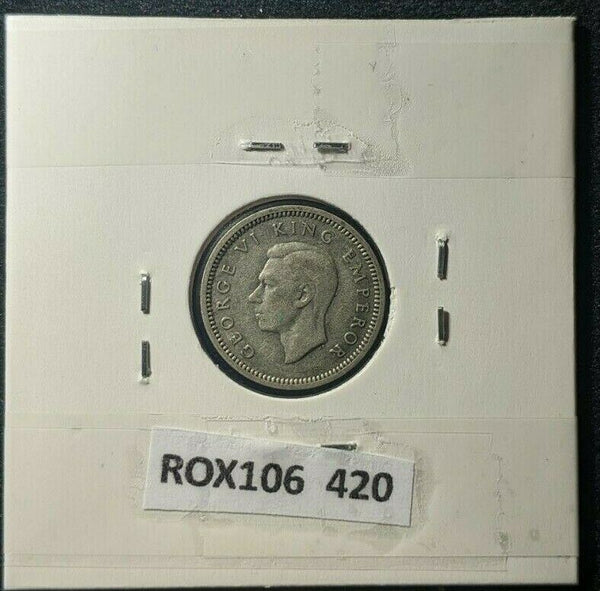 GEORGE VI KING EMPEROR
ROX106 420